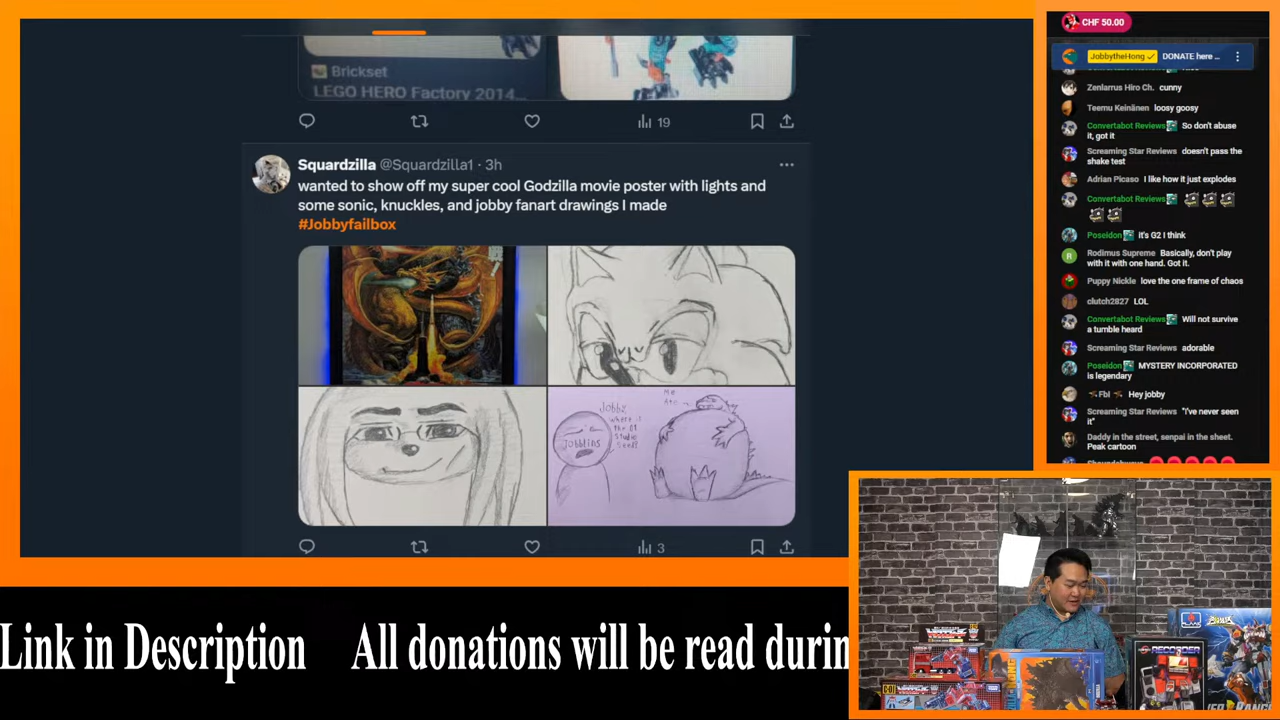 Brickset
LEGO HERO Factory 2014...
19
Squardzilla @Squardzilla1 · 3h
wanted to show off my super cool Godzilla movie poster with lights and
some sonic, knuckles, and jobby fanart drawings I made
#Jobbyfailbox
Jobby
where is
the
Studio
Jobblins
3
CHF 50.00
JobbytheHong DONATE here ...
Zenlarrus Hiro Ch. cunny
Teemu Keinänen loosy goosy
Convertabot Reviews So don't abuse
it, got it
Screaming Star Reviews doesn't pass the
shake test
Adrian Picaso I like how it just explodes
Convertabot Reviews
Poseidon it's G2 I think
R
Rodimus Supreme Basically, don't play
with it with one hand. Got it.
Puppy Nickle love the one frame of chaos
clutch2827 LOL
Convertabot Reviews Will not survive
a tumble heard
Screaming Star Reviews adorable
Poseidon MYSTERY INCORPORATED
is legendary
FbI Hey jobby
Screaming Star Reviews "I've never seen
it"
Daddy in the street, senpai in the sheet.
Peak cartoon
RECORDER
Link in Description All donations will be read durin